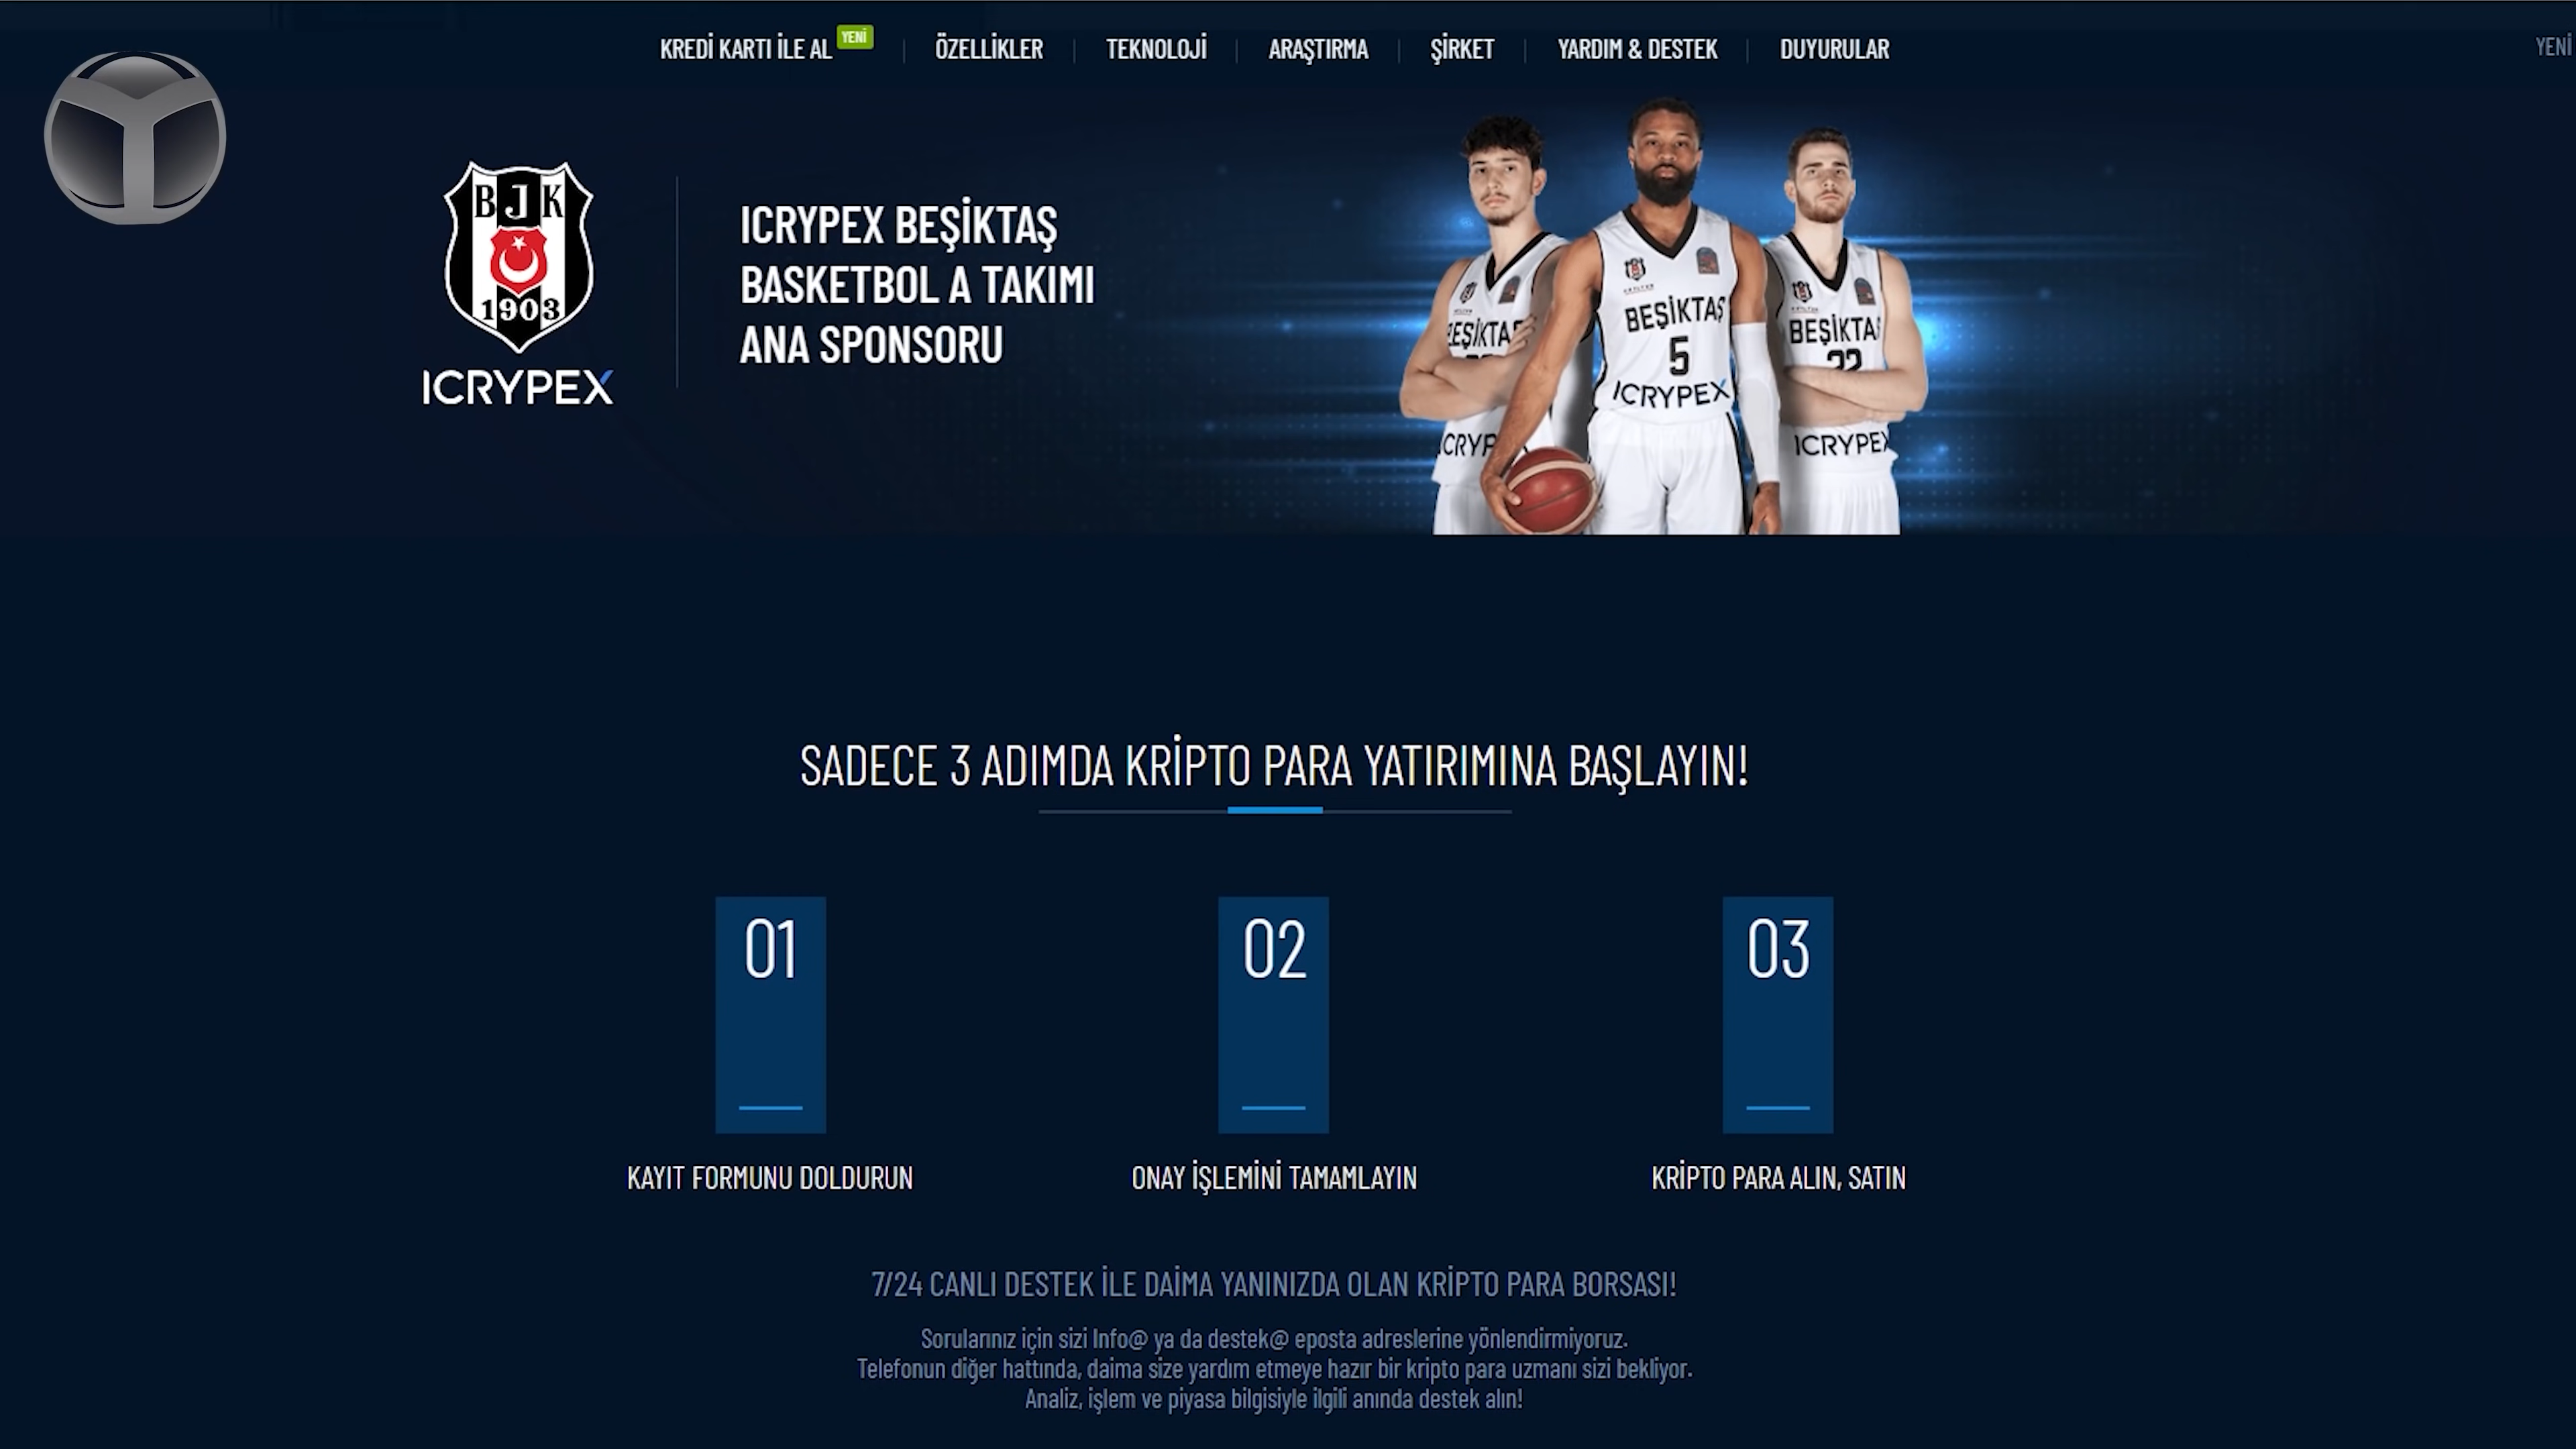 KREDİ KARTI İLE AL YENİ ÖZELLİKLER TEKNOLOJİ ARAŞTIRMA ŞİRKET YARDIM & DESTEK DUYURULAR YENİ
BJK
1903
ICRYPEX
ICRYPEX BEŞİKTAŞ
BASKETBOL A TAKIMI
ANA SPONSORU
BEŞİKTAŞ
5
ICRYPEX
BEŞİKTAŞ
22
ICRYPEX
SADECE 3 ADIMDA KRİPTO PARA YATIRIMINA BAŞLAYIN!
01 02 03
KAYIT FORMUNU DOLDURUN ONAY İŞLEMİNİ TAMAMLAYIN KRİPTO PARA ALIN, SATIN
7/24 CANLI DESTEK İLE DAİMA YANINIZDA OLAN KRİPTO PARA BORSASI!
Sorularınız için sizi Info@ ya da destek@ eposta adreslerine yönlendirmiyoruz.
Telefonun diğer hattında, daima size yardım etmeye hazır bir kripto para uzmanı sizi bekliyor.
Analiz, işlem ve piyasa bilgisiyle ilgili anında destek alın!